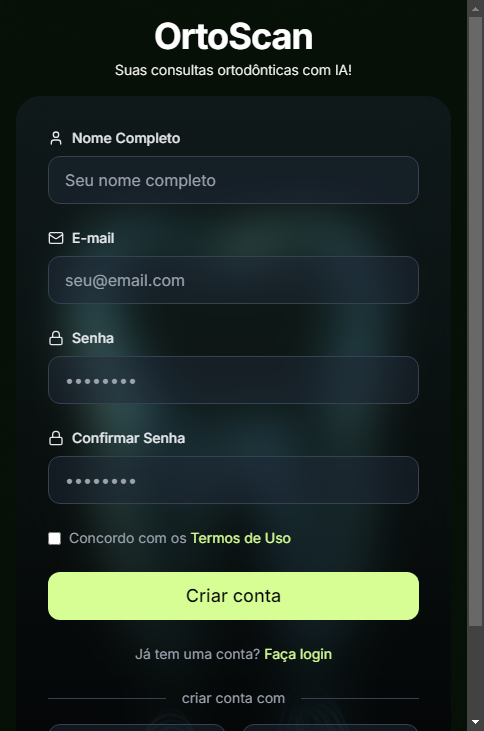 OrtoScan
Suas consultas ortodônticas com IA!
Nome Completo
Seu nome completo
E-mail
seu@email.com
Senha
••••••••
Confirmar Senha
••••••••
Concordo com os Termos de Uso
Criar conta
Já tem uma conta? Faça login
criar conta com